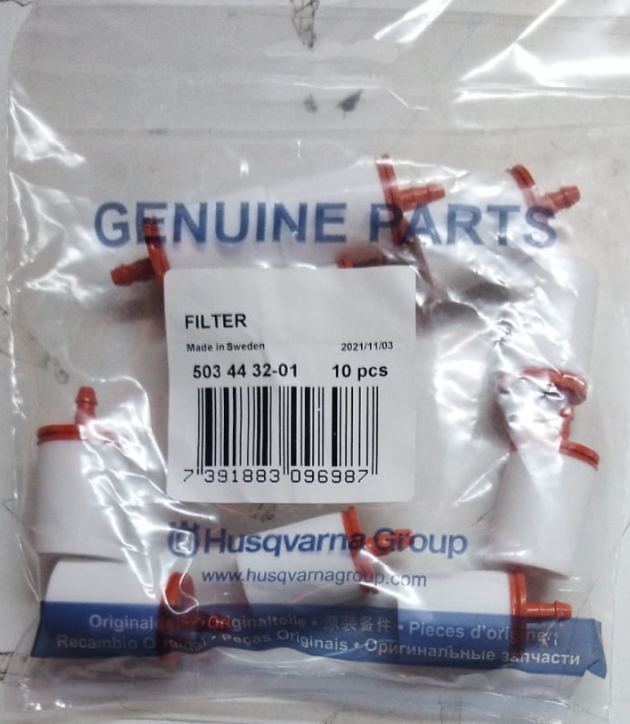 GENUINE PARTS
FILTER
Made in Sweden 2021/11/03
503 44 32-01 10 pcs
7 391883 096987
Husqvarna Group
www.husqvarnagroup.com
Originalteile • 原装备件 • Pieces d'origine
Recambio • Peças Originais • Оригинальные запчасти